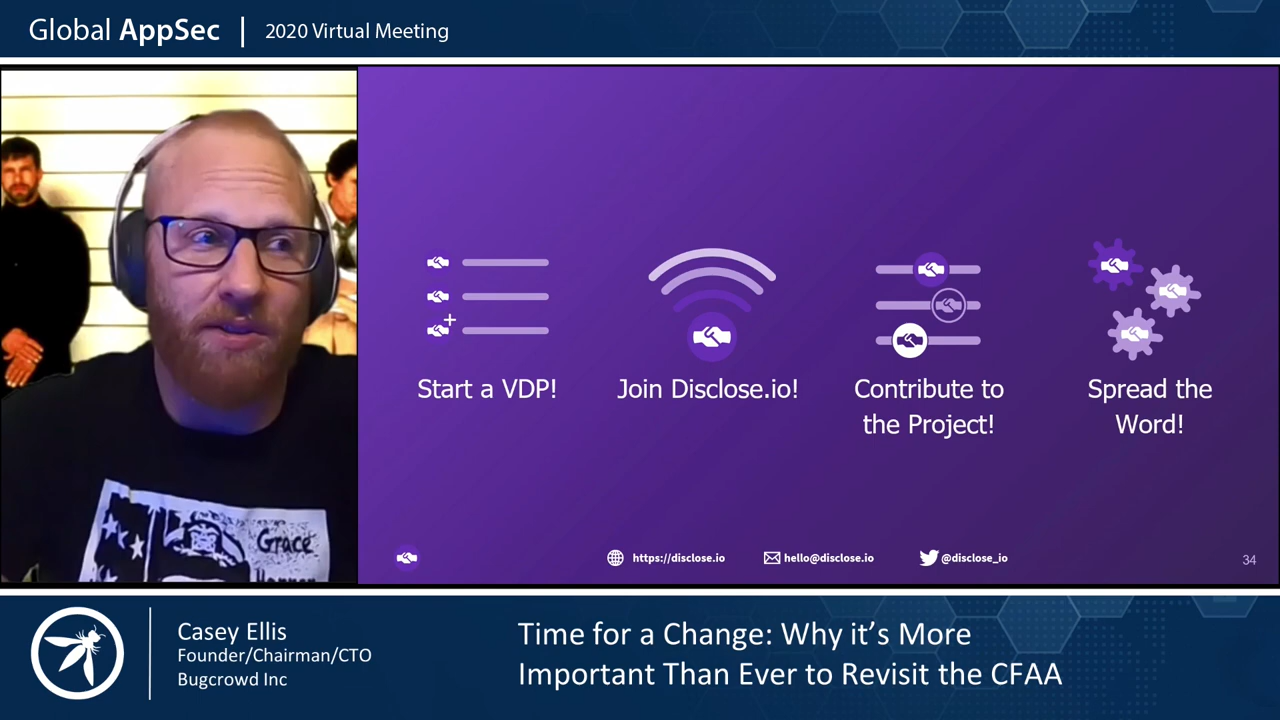 Global AppSec | 2020 Virtual Meeting
Start a VDP!
Join Disclose.io!
Contribute to
the Project!
Spread the
Word!
Grace
Hopper
https://disclose.io
hello@disclose.io
@disclose_io
34
Casey Ellis
Founder/Chairman/CTO
Bugcrowd Inc
Time for a Change: Why it’s More
Important Than Ever to Revisit the CFAA